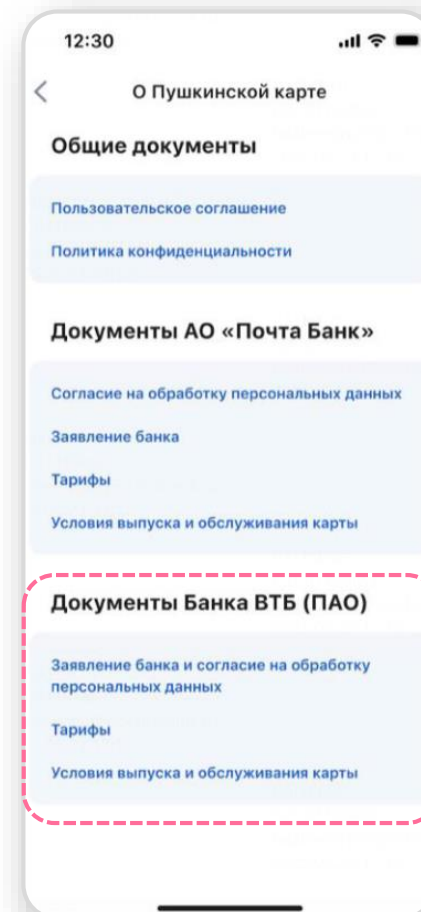 12:30
О Пушкинской карте
Общие документы
Пользовательское соглашение
Политика конфиденциальности
Документы АО «Почта Банк»
Согласие на обработку персональных данных
Заявление банка
Тарифы
Условия выпуска и обслуживания карты
Документы Банка ВТБ (ПАО)
Заявление банка и согласие на обработку
персональных данных
Тарифы
Условия выпуска и обслуживания карты